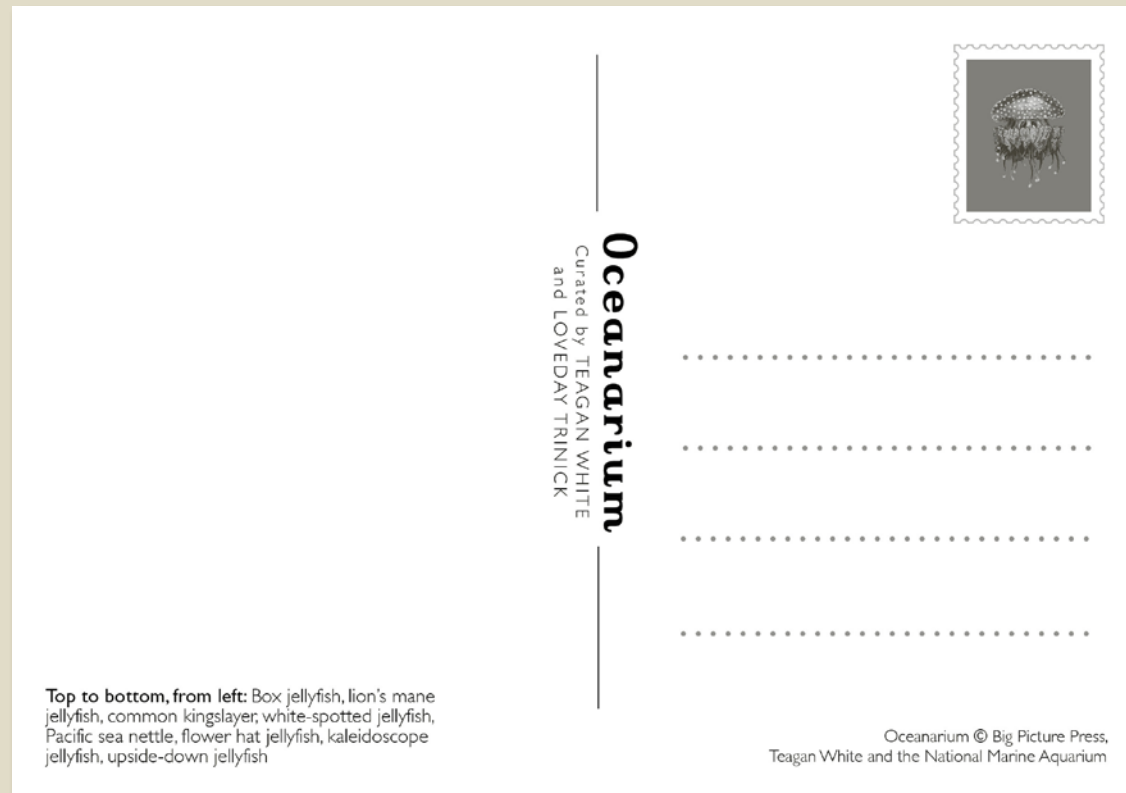 Oceanarium
Curated by TEAGAN WHITE
and LOVEDAY TRINICK
Top to bottom, from left: Box jellyfish, lion's mane
jellyfish, common kingslayer, white-spotted jellyfish,
Pacific sea nettle, flower hat jellyfish, kaleidoscope
jellyfish, upside-down jellyfish
Oceanarium © Big Picture Press,
Teagan White and the National Marine Aquarium